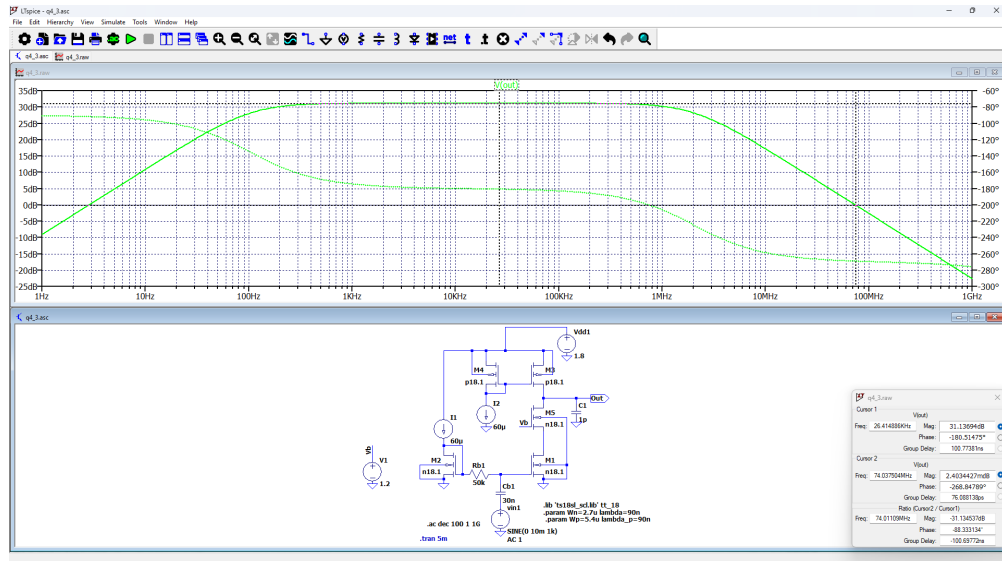 LTspice - q4_3.asc
File Edit Hierarchy View Simulate Tools Window Help
q4_3.asc q4_3.raw
q4_3.raw
V(out)
35dB -60°
30dB -80°
25dB -100°
20dB -120°
15dB -140°
10dB -160°
5dB -180°
0dB -200°
-5dB -220°
-10dB -240°
-15dB -260°
-20dB -280°
-25dB -300°
1Hz 10Hz 100Hz 1KHz 10KHz 100KHz 1MHz 10MHz 100MHz 1GHz
q4_3.asc
Vdd1
1.8
M4 M3
p18.1 p18.1
Out
C1
1p
I2
60µ
M5
Vb n18.1
I1
60µ
Vb
V1
1.2
M2 Rb1 M1
n18.1 50k n18.1
Cb1
30n
vin1
SINE(0 10m 1k)
AC 1
.lib 'ts18sl_scl.lib' tt_18
.param Wn=2.7u lambda=90n
.param Wp=5.4u lambda_p=90n
.ac dec 100 1 1G
.tran 5m
q4_3.raw
Cursor 1
V(out)
Freq: 26.414886KHz Mag: 31.13694dB
Phase: -180.51475°
Group Delay: 100.77381ns
Cursor 2
V(out)
Freq: 74.037504MHz Mag: 2.4034427mdB
Phase: -268.84789°
Group Delay: 76.088138ps
Ratio (Cursor2 / Cursor1)
Freq: 74.01109MHz Mag: -31.134537dB
Phase: -88.333134°
Group Delay: -100.69772ns